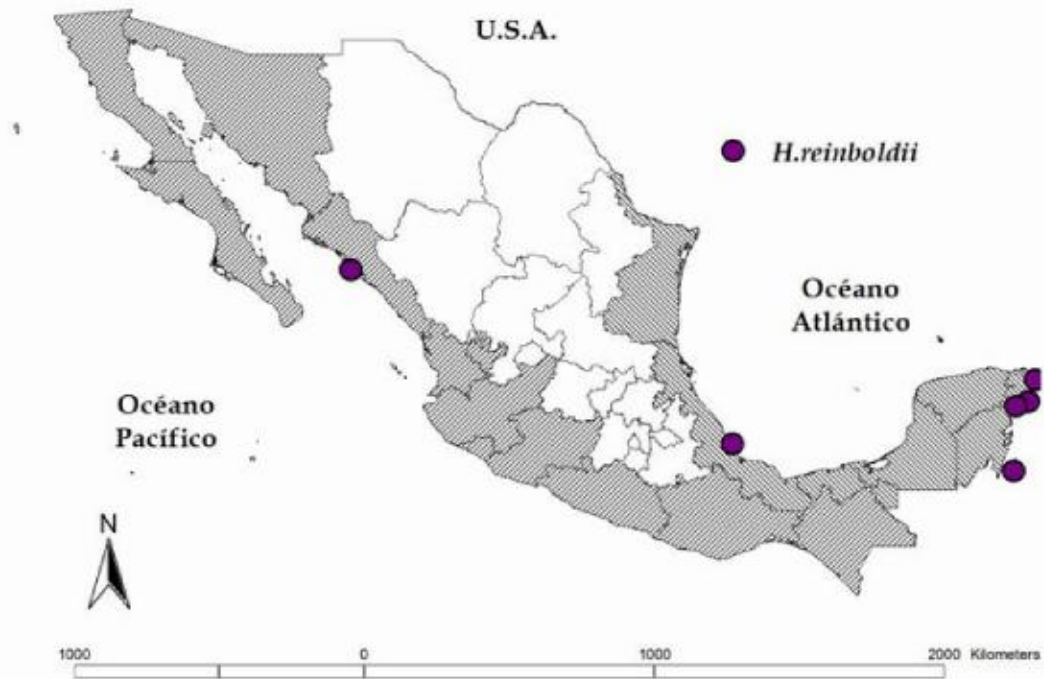 U.S.A.
H.reinboldii
Océano
Atlántico
Océano
Pacífico
N
1000 0 1000 2000 Kilometers